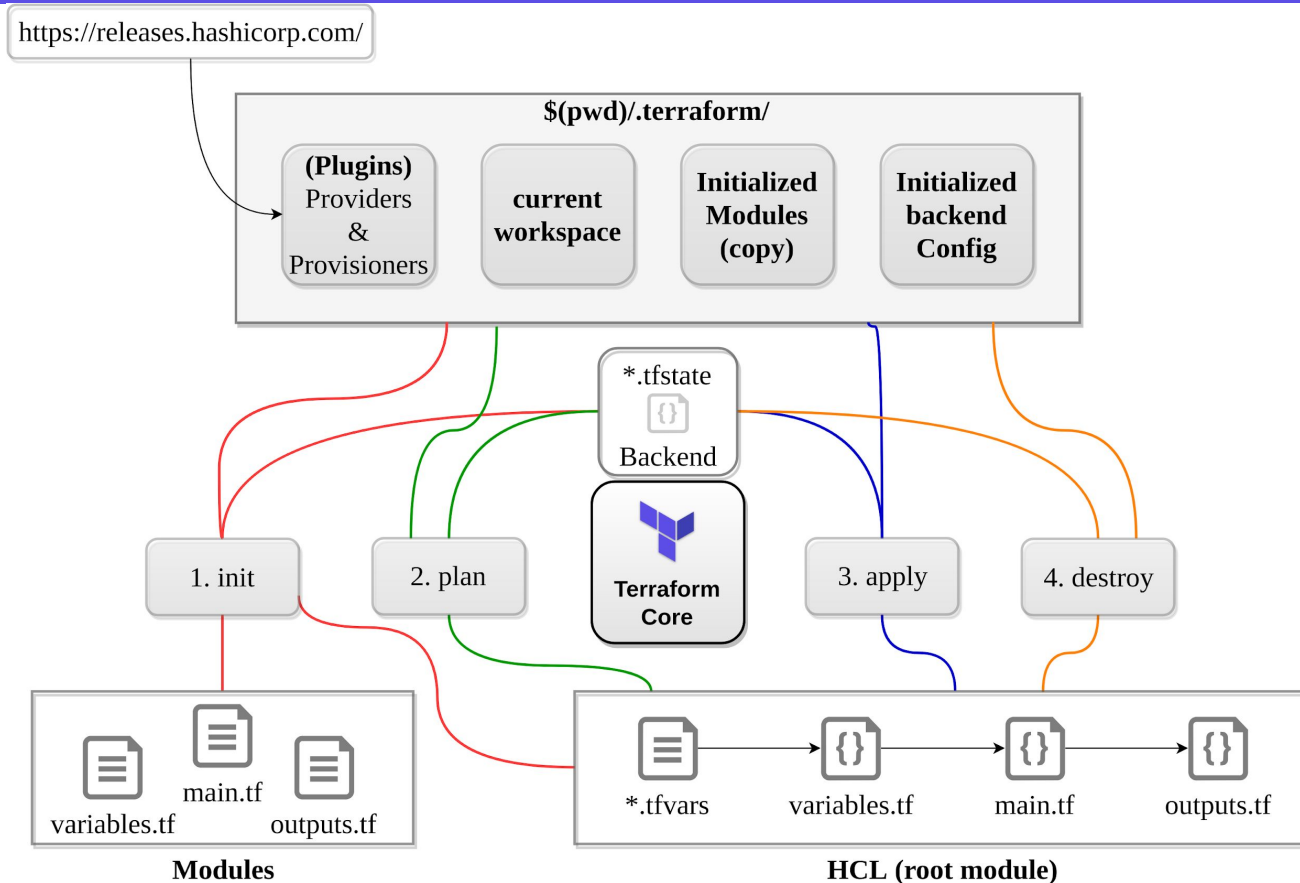 https://releases.hashicorp.com/
$(pwd)/.terraform/
(Plugins)
Providers
&
Provisioners
current
workspace
Initialized
Modules
(copy)
Initialized
backend
Config
*.tfstate
{}
Backend
1. init
2. plan
Terraform
Core
3. apply
4. destroy
main.tf
variables.tf
outputs.tf
Modules
{}
{}
{}
*.tfvars
variables.tf
main.tf
outputs.tf
HCL (root module)